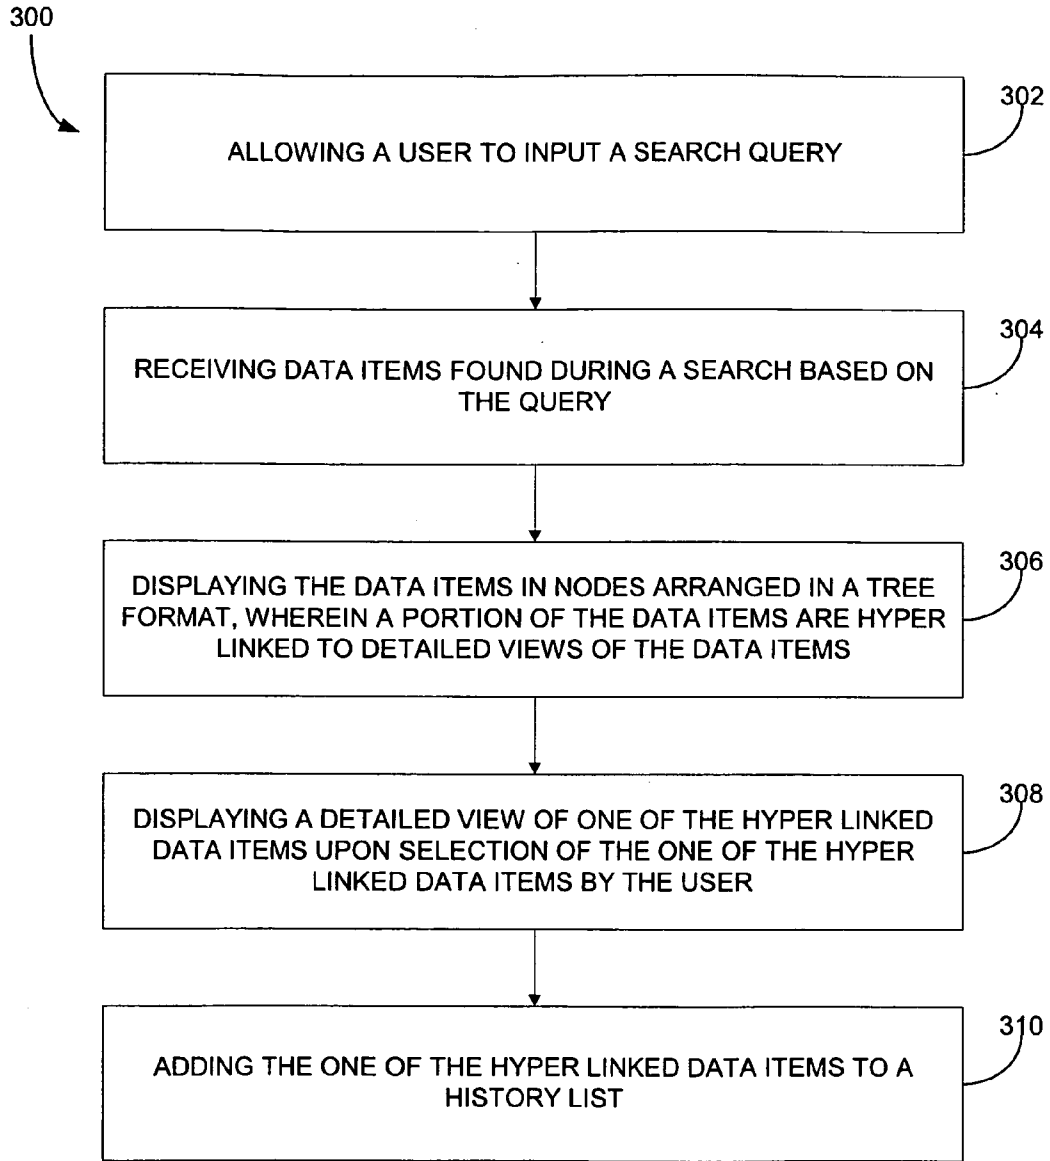 300
302
ALLOWING A USER TO INPUT A SEARCH QUERY
304
RECEIVING DATA ITEMS FOUND DURING A SEARCH BASED ON
THE QUERY
306
DISPLAYING THE DATA ITEMS IN NODES ARRANGED IN A TREE
FORMAT, WHEREIN A PORTION OF THE DATA ITEMS ARE HYPER
LINKED TO DETAILED VIEWS OF THE DATA ITEMS
308
DISPLAYING A DETAILED VIEW OF ONE OF THE HYPER LINKED
DATA ITEMS UPON SELECTION OF THE ONE OF THE HYPER
LINKED DATA ITEMS BY THE USER
310
ADDING THE ONE OF THE HYPER LINKED DATA ITEMS TO A
HISTORY LIST